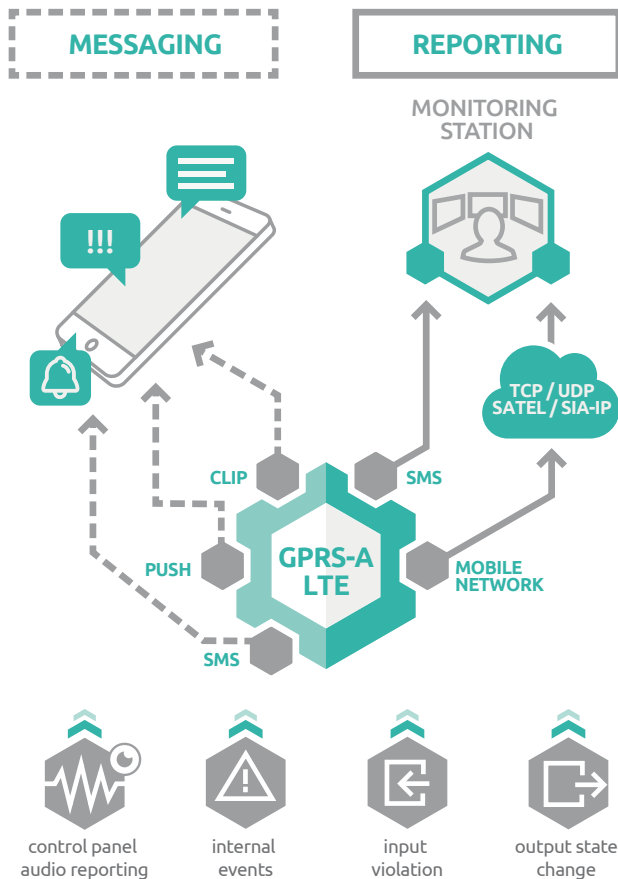 MESSAGING
REPORTING
MONITORING
STATION
!!!
TCP / UDP
SATEL / SIA-IP
CLIP
SMS
GPRS-A
LTE
PUSH
MOBILE
NETWORK
SMS
control panel
audio reporting
internal
events
input
violation
output state
change